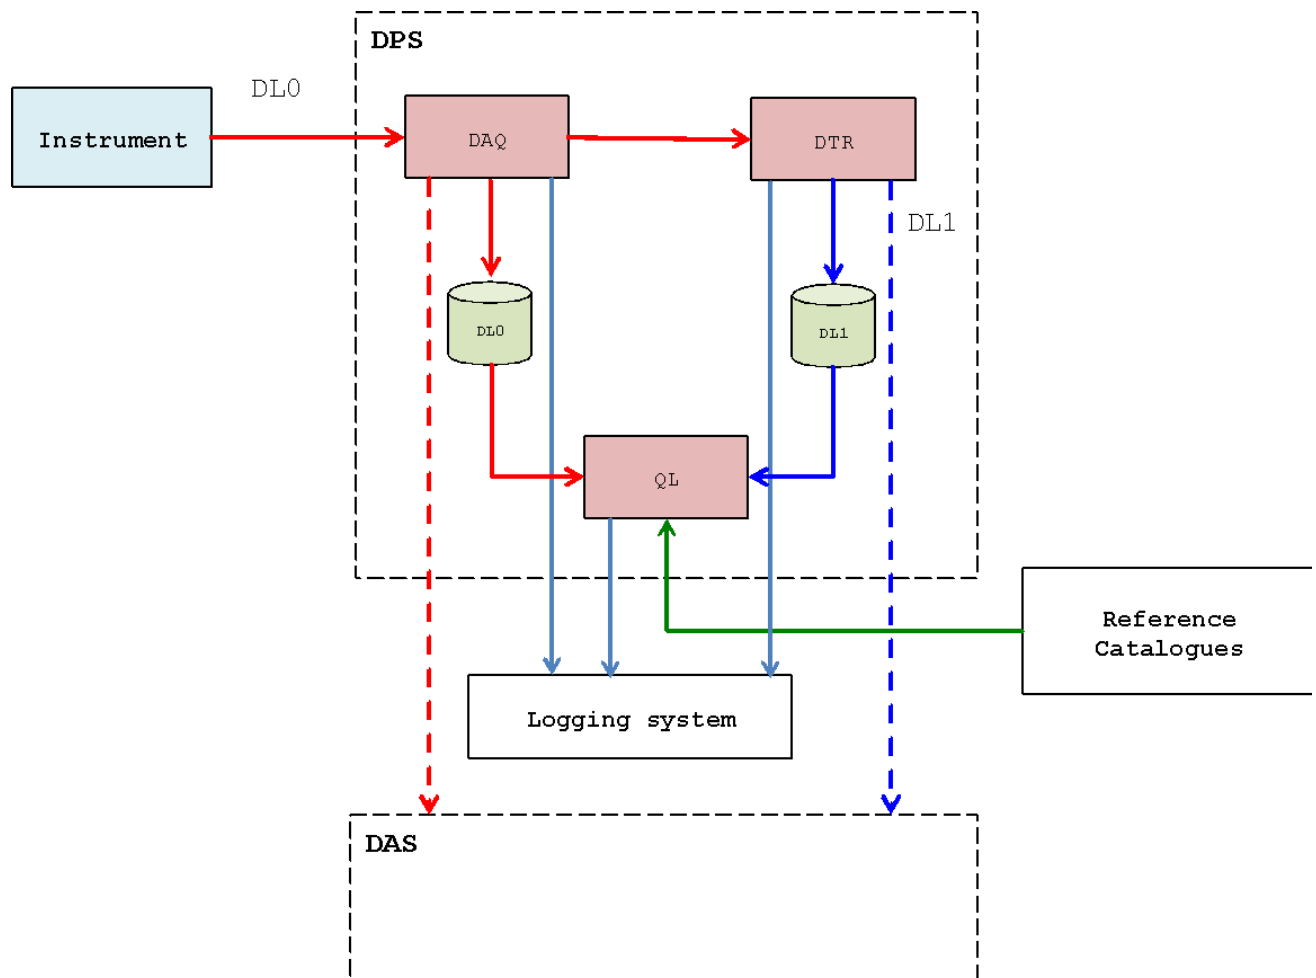 DPS
DL0
Instrument
DAQ
DTR
DL1
DL0
DL1
QL
Reference
Catalogues
Logging system
DAS